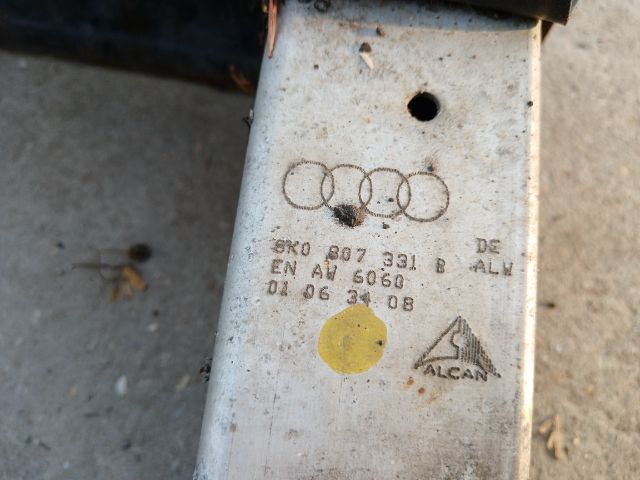 8K0 807 331 B DE
EN AW 6060 ALW
01 06 34 08
ALCAN